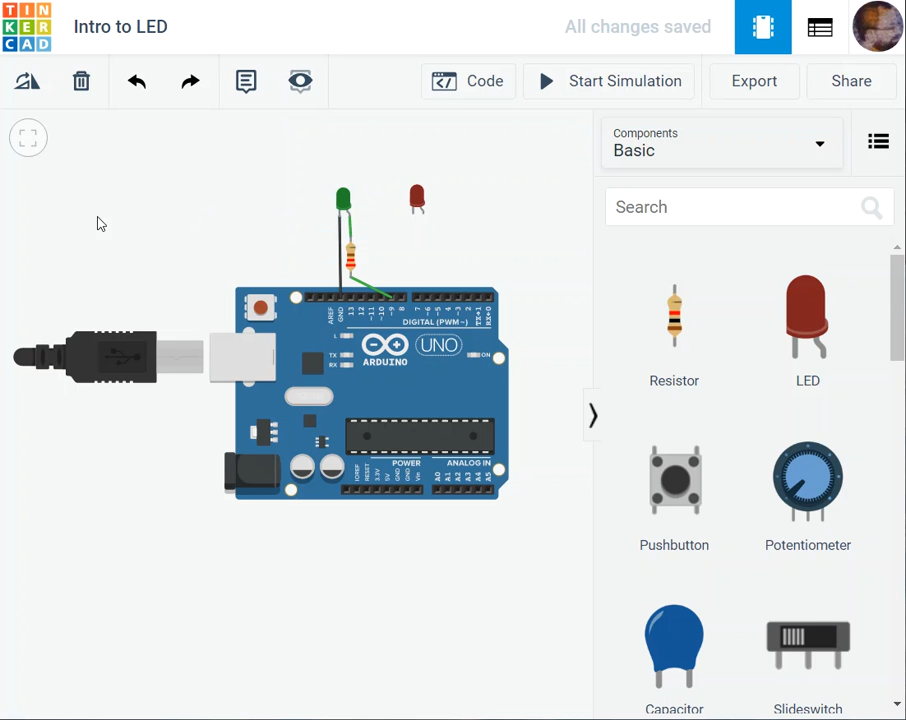 TIN
KER
CAD
Intro to LED
All changes saved
Code
Start Simulation
Export
Share
Components
Basic
Search
Resistor
LED
Pushbutton
Potentiometer
Capacitor
Slideswitch
AREF
GND
13
12
~11
~10
~9
8
7
~6
~5
4
~3
2
TX→1
RX←0
DIGITAL (PWM~)
L
TX
RX
ARDUINO
UNO
ON
POWER
ANALOG IN
IOREF
RESET
3.3V
5V
GND
GND
Vin
A0
A1
A2
A3
A4
A5